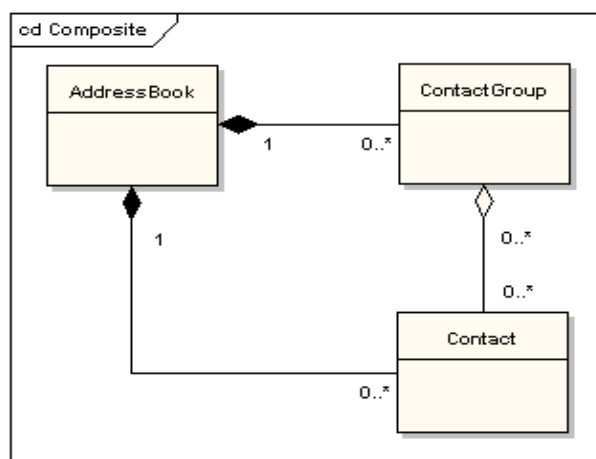 cd Composite
AddressBook
ContactGroup
1
0..*
1
0..*
0..*
Contact
0..*